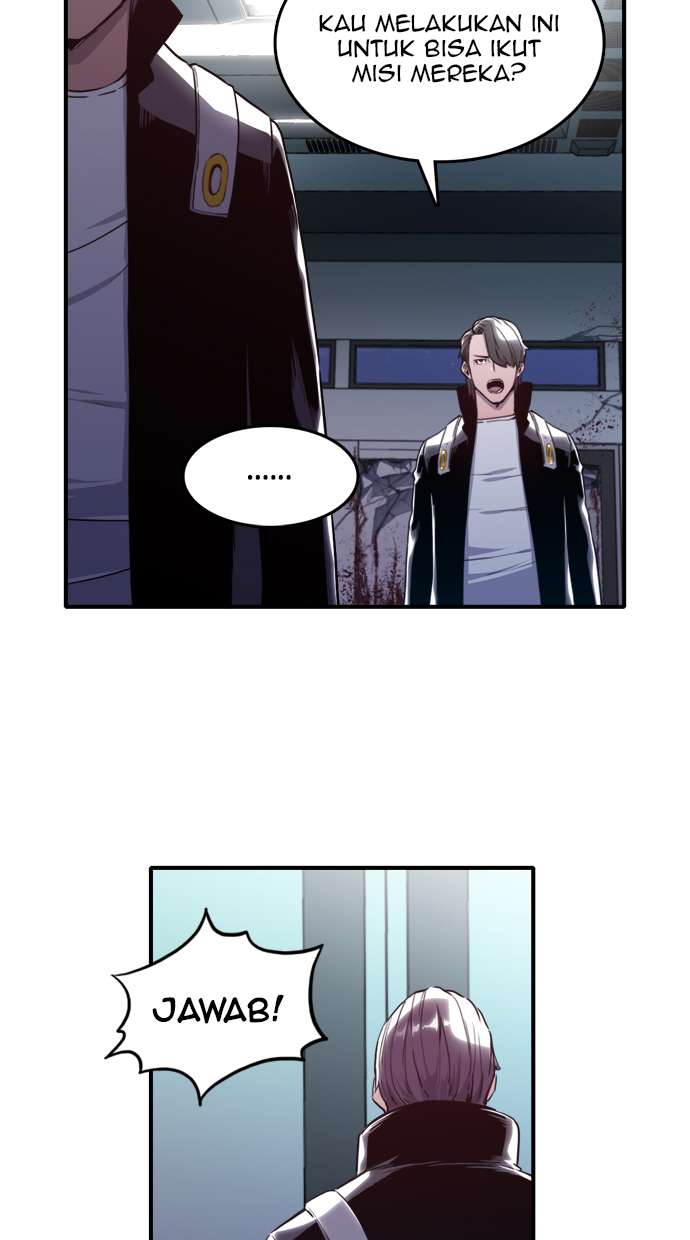 KAU MELAKUKAN INI
UNTUK BISA IKUT
MISI MEREKA?
......
JAWAB!